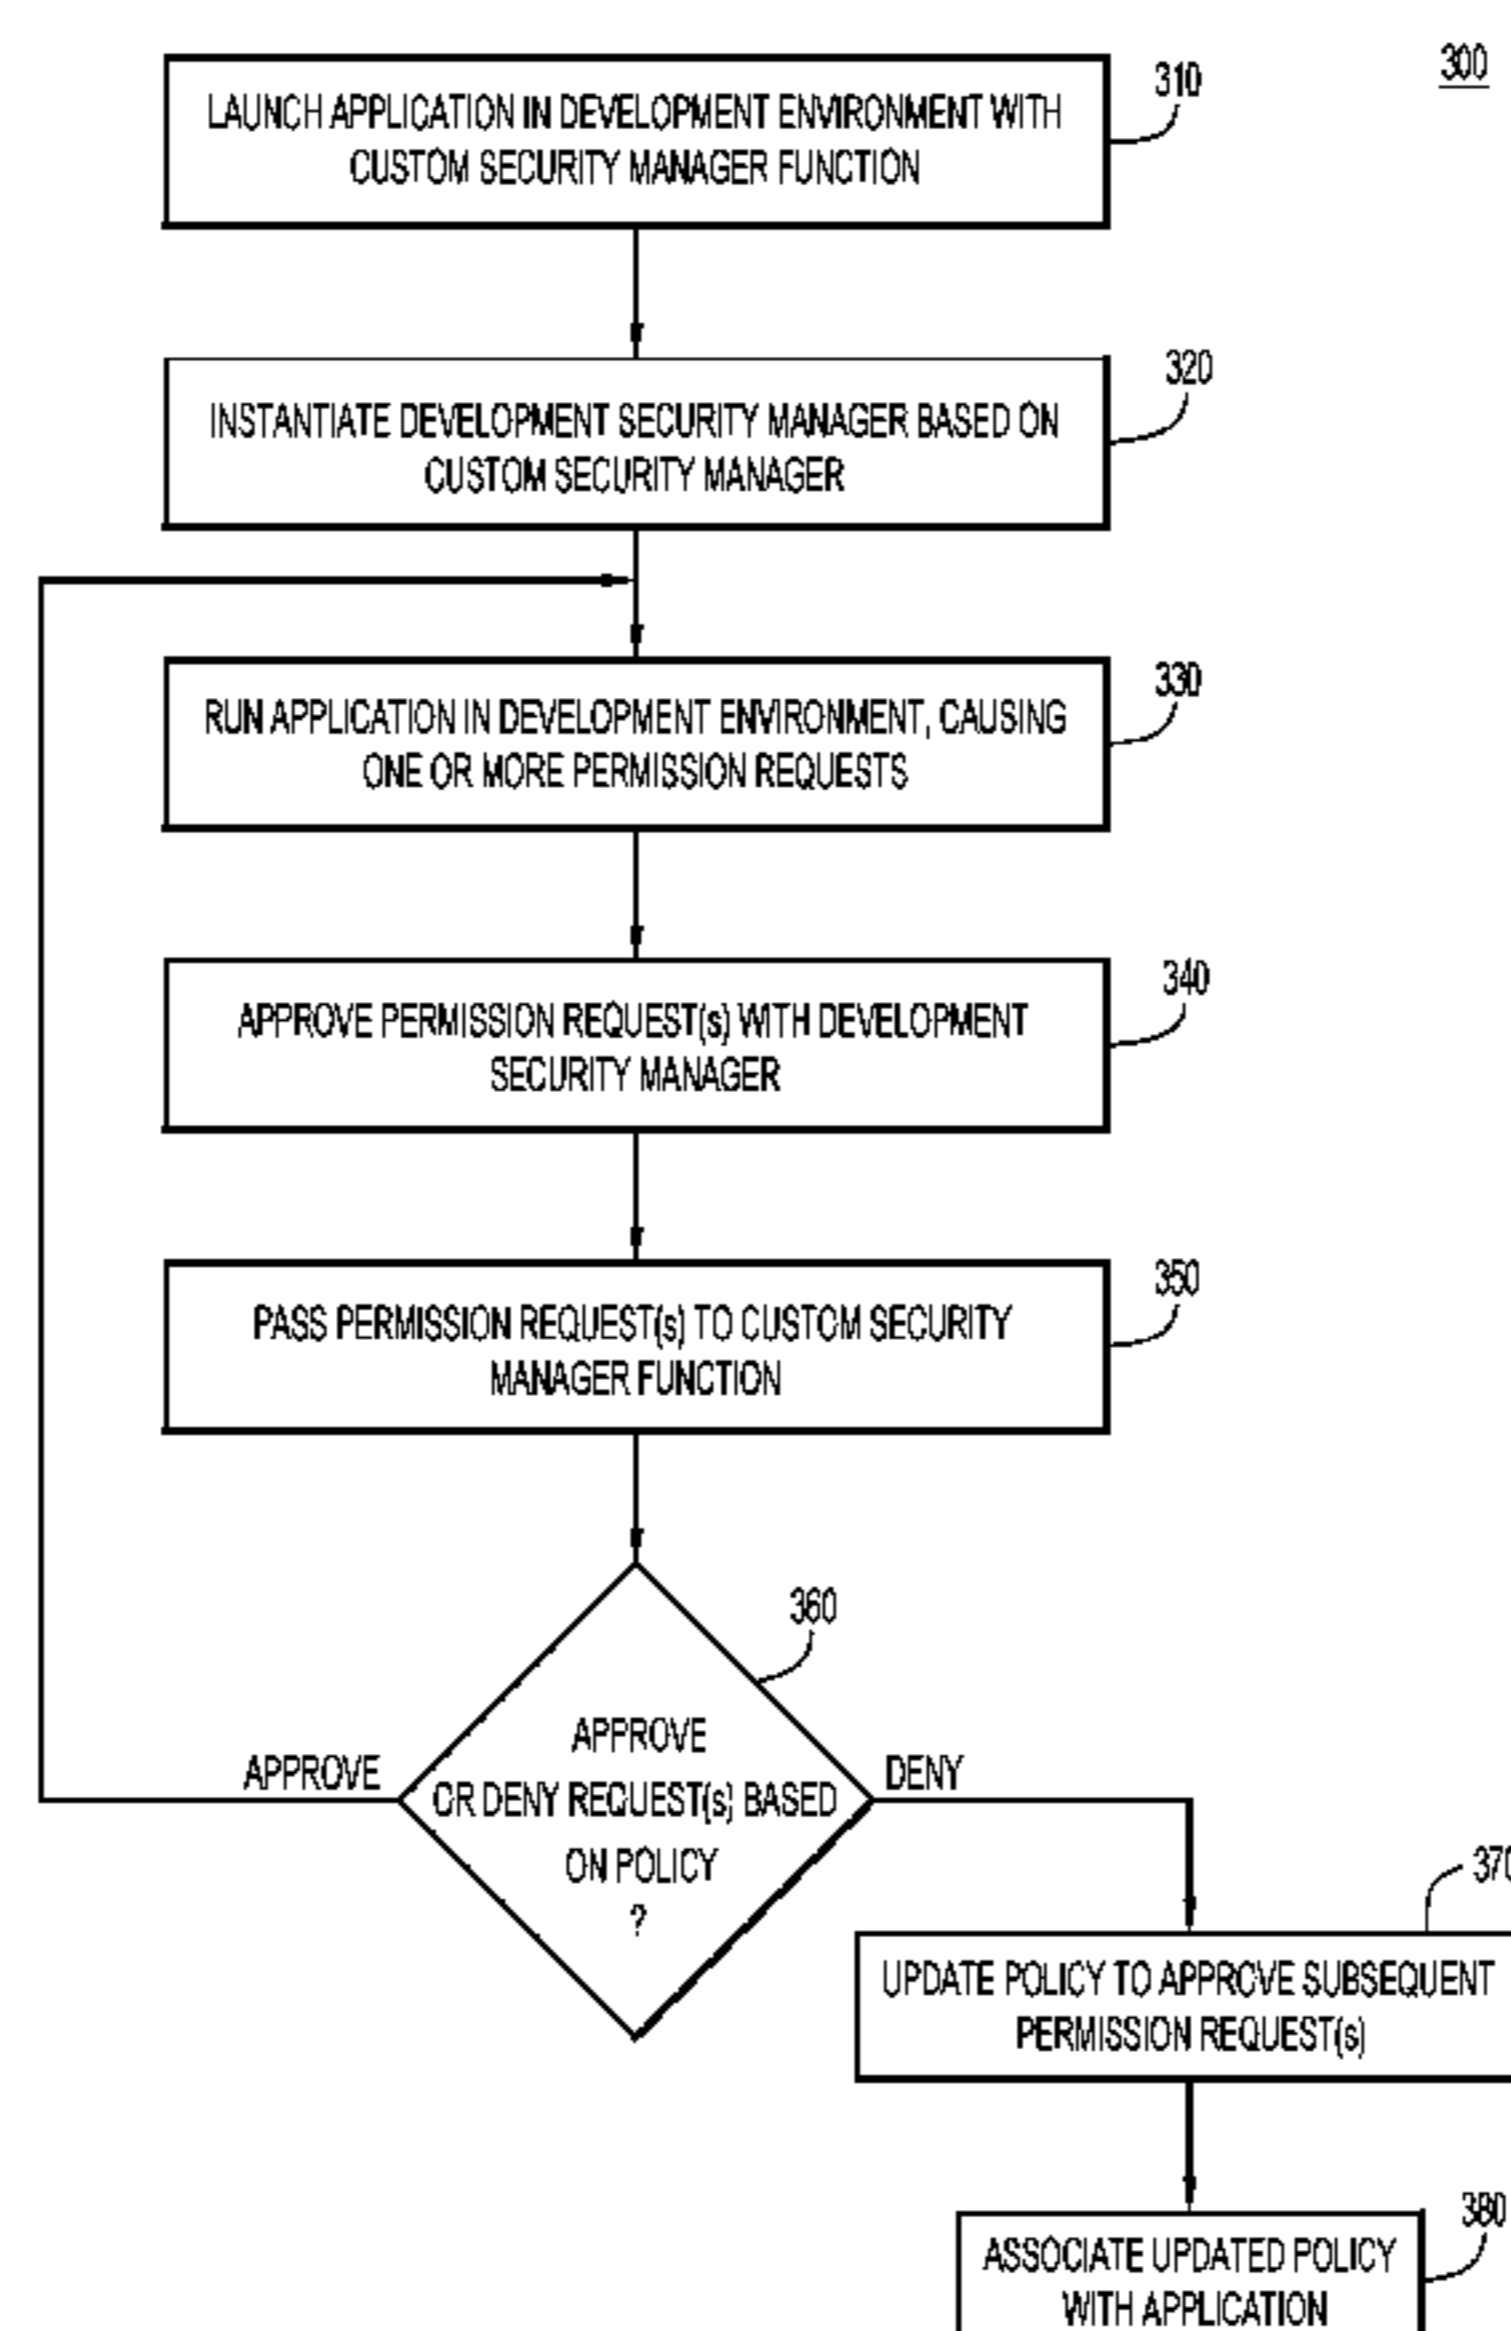 300
310
LAUNCH APPLICATION IN DEVELOPMENT ENVIRONMENT WITH
CUSTOM SECURITY MANAGER FUNCTION
320
INSTANTIATE DEVELOPMENT SECURITY MANAGER BASED ON
CUSTOM SECURITY MANAGER
330
RUN APPLICATION IN DEVELOPMENT ENVIRONMENT, CAUSING
ONE OR MORE PERMISSION REQUESTS
340
APPROVE PERMISSION REQUEST(s) WITH DEVELOPMENT
SECURITY MANAGER
350
PASS PERMISSION REQUEST(s) TO CUSTOM SECURITY
MANAGER FUNCTION
360
APPROVE
OR DENY REQUEST(s) BASED
ON POLICY
?
APPROVE
DENY
370
UPDATE POLICY TO APPROVE SUBSEQUENT
PERMISSION REQUEST(s)
380
ASSOCIATE UPDATED POLICY
WITH APPLICATION